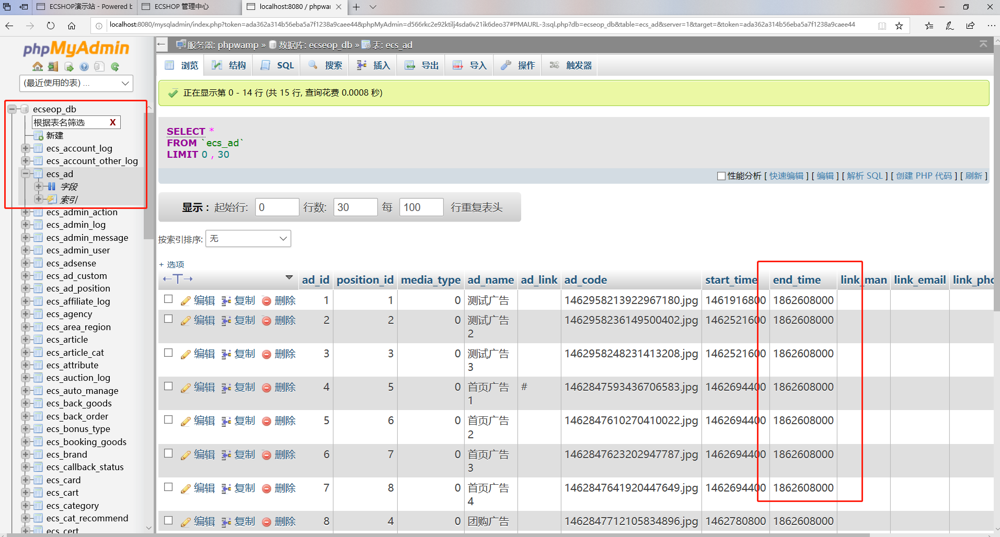 ECSHOP演示站 - Powered b
ECSHOP 管理中心
localhost:8080 / phpwar
localhost:8080/mysqladmin/index.php?token=ada362a314b56eba5a7f1238a9caee44&phpMyAdmin=d566rkc2e92ktilj4sda6v21ik6deo37#PMAURL-3:sql.php?db=ecseop_db&table=ecs_ad&server=1&target=&token=ada362a314b56eba5a7f1238a9caee44
phpMyAdmin
(最近使用的表) ...
ecseop_db
根据表名筛选 X
新建
ecs_account_log
ecs_account_other_log
ecs_ad
字段
索引
ecs_admin_action
ecs_admin_log
ecs_admin_message
ecs_admin_user
ecs_adsense
ecs_ad_custom
ecs_ad_position
ecs_affiliate_log
ecs_agency
ecs_area_region
ecs_article
ecs_article_cat
ecs_attribute
ecs_auction_log
ecs_auto_manage
ecs_back_goods
ecs_back_order
ecs_bonus_type
ecs_booking_goods
ecs_brand
ecs_callback_status
ecs_card
ecs_cart
ecs_category
ecs_cat_recommend
ecs_cert
服务器: phpwamp » 数据库: ecseop_db » 表: ecs_ad
浏览 结构 SQL 搜索 插入 导出 导入 操作 触发器
正在显示第 0 - 14 行 (共 15 行, 查询花费 0.0008 秒)
SELECT *
FROM `ecs_ad`
LIMIT 0 , 30
性能分析 [ 快速编辑 ] [ 编辑 ] [ 解析 SQL ] [ 创建 PHP 代码 ] [ 刷新 ]
显示 : 起始行: 0 行数: 30 每 100 行重复表头
按索引排序: 无
+ 选项
←T→ ad_id position_id media_type ad_name ad_link ad_code start_time end_time link_man link_email link_pho
编辑 复制 删除 1 1 0 测试广告 1462958213922967180.jpg 1461916800 1862608000
编辑 复制 删除 2 2 0 测试广告 1462958236149500402.jpg 1462521600 1862608000
2
编辑 复制 删除 3 3 0 测试广告 1462958248231413208.jpg 1462521600 1862608000
3
编辑 复制 删除 4 5 0 首页广告 # 1462847593436706583.jpg 1462694400 1862608000
1
编辑 复制 删除 5 6 0 首页广告 1462847610270410022.jpg 1462694400 1862608000
2
编辑 复制 删除 6 7 0 首页广告 1462847623202947787.jpg 1462694400 1862608000
3
编辑 复制 删除 7 8 0 首页广告 1462847641920447649.jpg 1462694400 1862608000
4
编辑 复制 删除 8 4 0 团购广告 1462847712105834896.jpg 1462780800 1862608000